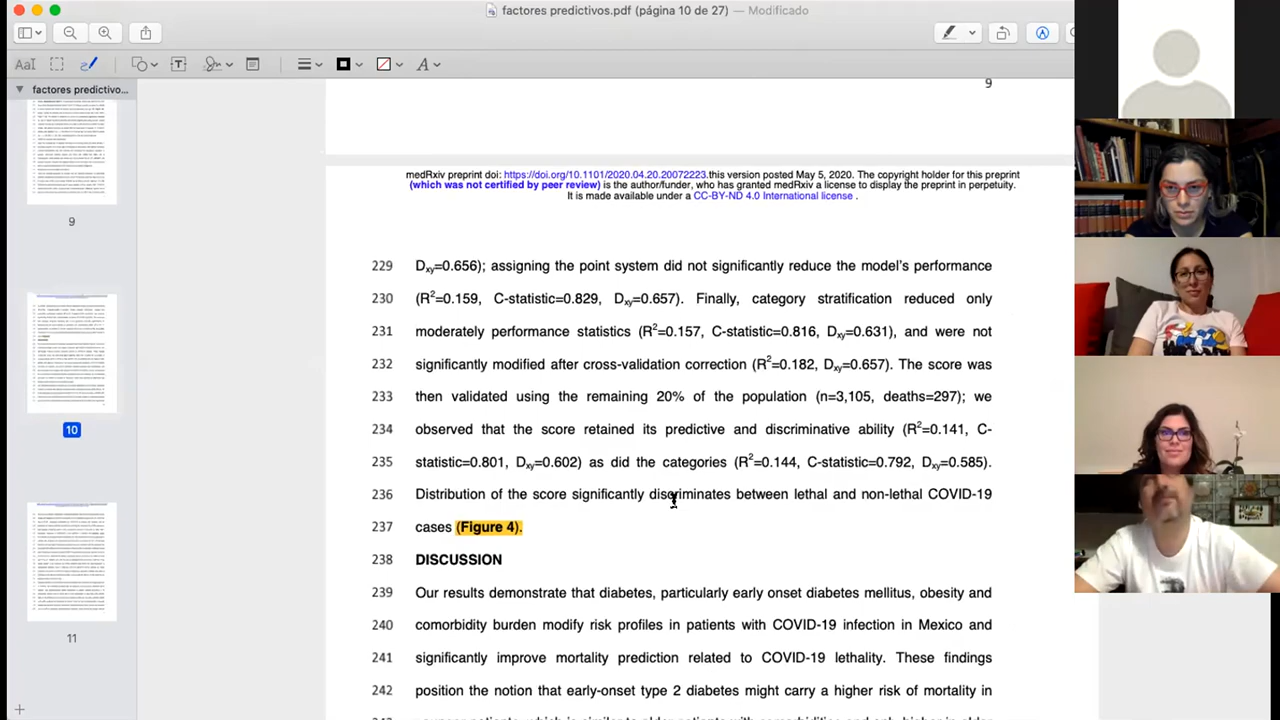 factores predictivos.pdf (página 10 de 27) — Modificado
factores predictivo...
9
10
11
9
medRxiv preprint https://doi.org/10.1101/2020.04.20.20072223.this version posted May 5, 2020. The copyright holder for this preprint
(which was not certified by peer review) is the author/funder, who has granted medRxiv a license to display the preprint in perpetuity.
It is made available under a CC-BY-ND 4.0 International license .
229 Dxy=0.656); assigning the point system did not significantly reduce the model's performance
230 (R2=0.159, C-statistic=0.829, Dxy=0.657). Finally, category stratification reduced only
231 moderately performance statistics (R2=0.157, C-statistic=0.816, Dxy=0.631), and were not
232 significantly after cross-validation correction Dxy=0.657). The score was
233 then validated using the remaining 20% of the population (n=3,105, deaths=297); we
234 observed that the score retained its predictive and discriminative ability (R2=0.141, C-
235 statistic=0.801, Dxy=0.602) as did the categories (R2=0.144, C-statistic=0.792, Dxy=0.585).
236 Distribution of the score significantly discriminates between lethal and non-lethal COVID-19
237 cases (Figure 4).
238 DISCUSSION
239 Our results demonstrate that diabetes, particularly early onset diabetes mellitus, obesity and
240 comorbidity burden modify risk profiles in patients with COVID-19 infection in Mexico and
241 significantly improve mortality prediction related to COVID-19 lethality. These findings
242 position the notion that early-onset type 2 diabetes might carry a higher risk of mortality in